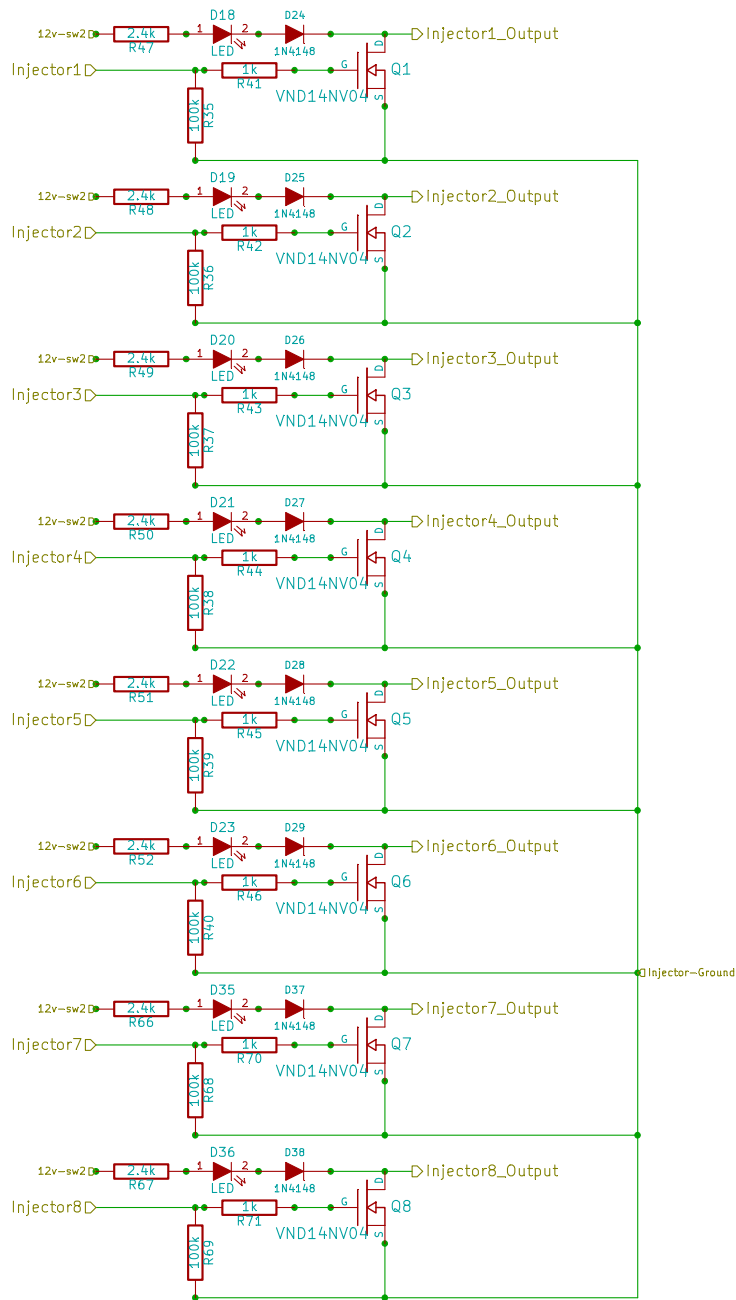 D18 D24
12v-sw2 2.4k 1 2 Injector1_Output
R47 LED 1N4148 D
Injector1 1k G Q1
R41 VND14NV04 S
100k R35
D19 D25
12v-sw2 2.4k 1 2 Injector2_Output
R48 LED 1N4148 D
Injector2 1k G Q2
R42 VND14NV04 S
100k R36
D20 D26
12v-sw2 2.4k 1 2 Injector3_Output
R49 LED 1N4148 D
Injector3 1k G Q3
R43 VND14NV04 S
100k R37
D21 D27
12v-sw2 2.4k 1 2 Injector4_Output
R50 LED 1N4148 D
Injector4 1k G Q4
R44 VND14NV04 S
100k R38
D22 D28
12v-sw2 2.4k 1 2 Injector5_Output
R51 LED 1N4148 D
Injector5 1k G Q5
R45 VND14NV04 S
100k R39
D23 D29
12v-sw2 2.4k 1 2 Injector6_Output
R52 LED 1N4148 D
Injector6 1k G Q6
R46 VND14NV04 S
100k R40
Injector-Ground
D35 D37
12v-sw2 2.4k 1 2 Injector7_Output
R66 LED 1N4148 D
Injector7 1k G Q7
R70 VND14NV04 S
100k R68
D36 D38
12v-sw2 2.4k 1 2 Injector8_Output
R67 LED 1N4148 D
Injector8 1k G Q8
R71 VND14NV04 S
100k R69